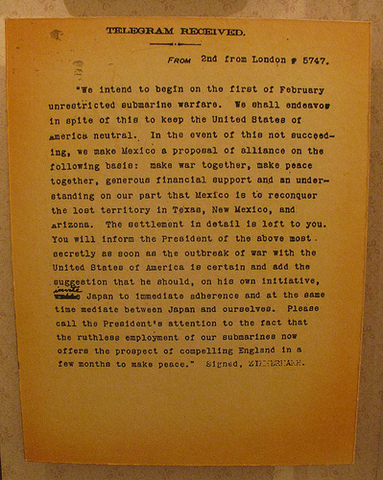 TELEGRAM RECEIVED.
FROM 2nd from London # 5747.
"We intend to begin on the first of February
unrestricted submarine warfare. We shall endeavor
in spite of this to keep the United States of
America neutral. In the event of this not succeed-
ing, we make Mexico a proposal of alliance on the
following basis: make war together, make peace
together, generous financial support and an under-
standing on our part that Mexico is to reconquer
the lost territory in Texas, New Mexico, and
Arizona. The settlement in detail is left to you.
You will inform the President of the above most
secretly as soon as the outbreak of war with the
United States of America is certain and add the
suggestion that he should, on his own initiative,
invite
Japan to immediate adherence and at the same
time mediate between Japan and ourselves. Please
call the President's attention to the fact that
the ruthless employment of our submarines now
offers the prospect of compelling England in a
few months to make peace." Signed, ZIMMERMANN.